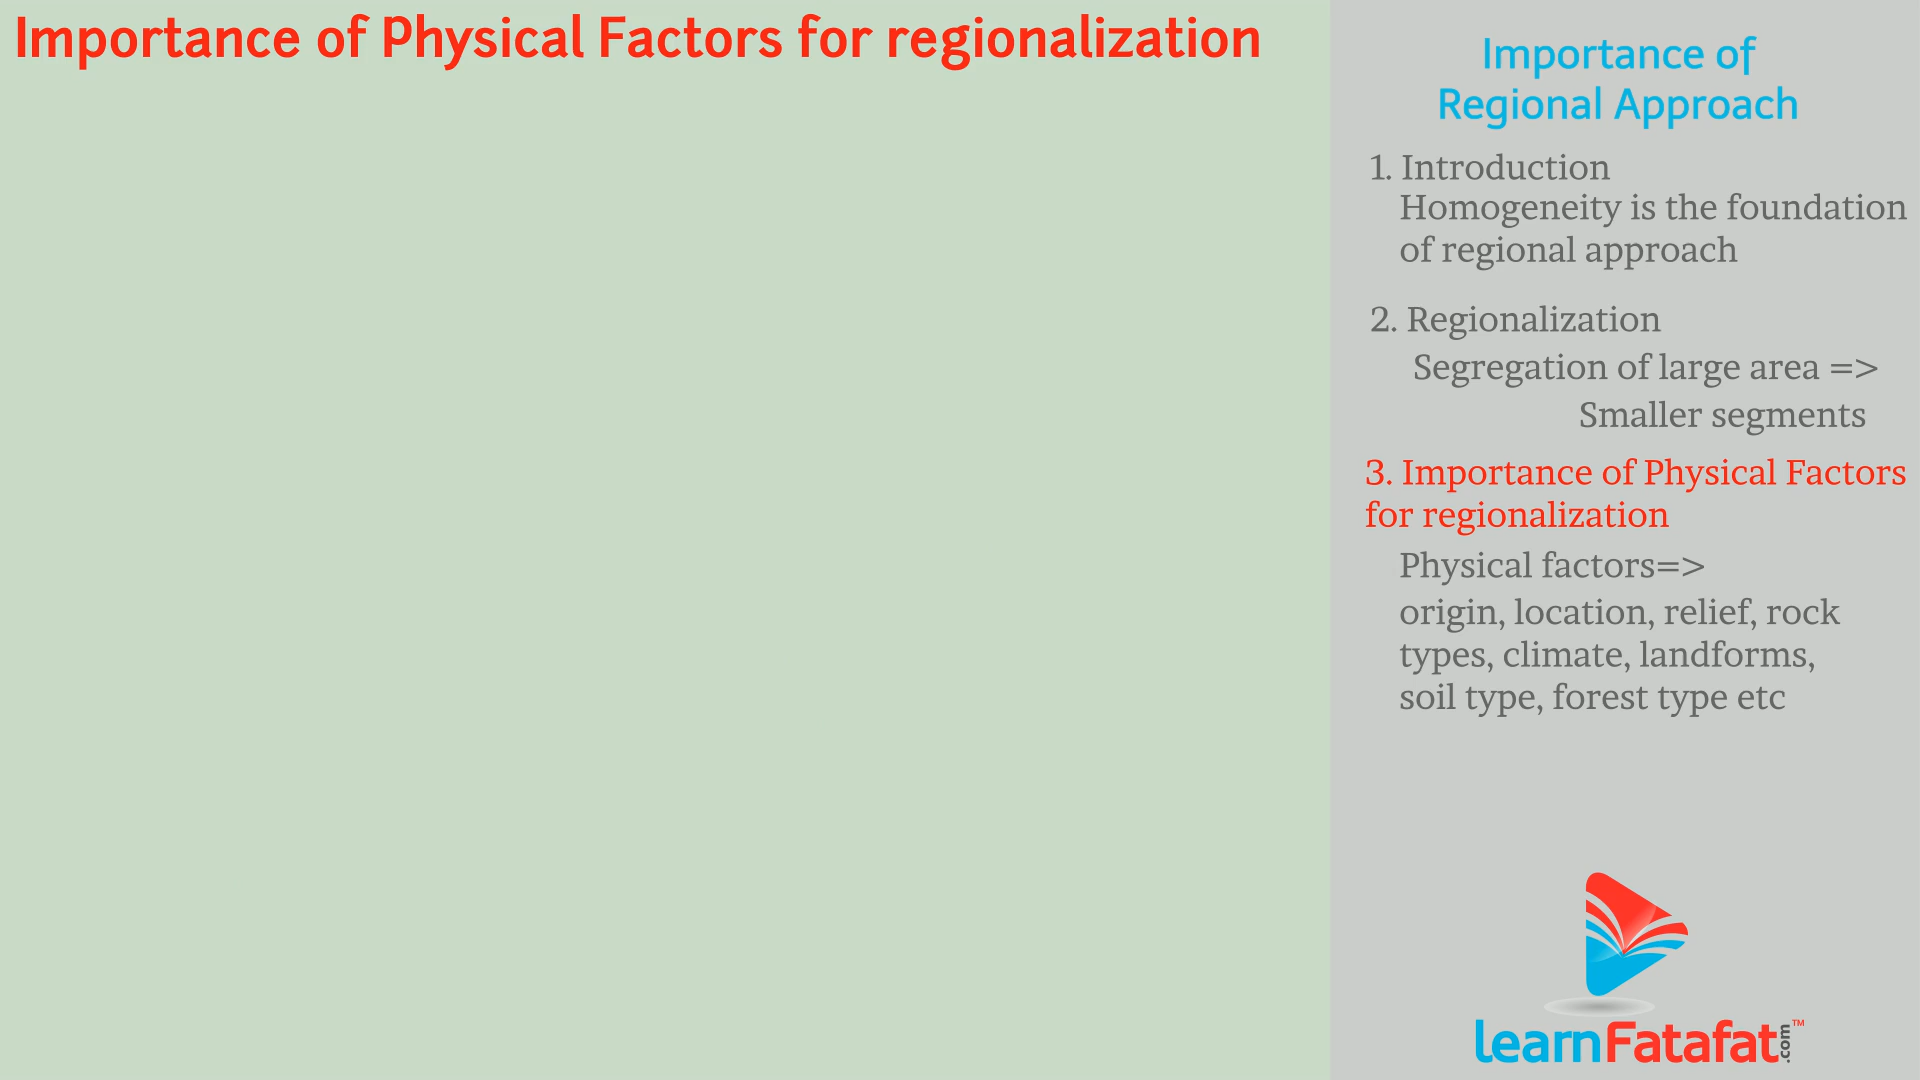 Importance of Physical Factors for regionalization
Importance of
Regional Approach
1. Introduction
Homogeneity is the foundation
of regional approach
2. Regionalization
Segregation of large area =>
Smaller segments
3. Importance of Physical Factors
for regionalization
Physical factors=>
origin, location, relief, rock
types, climate, landforms,
soil type, forest type etc
learnFatafat.com™